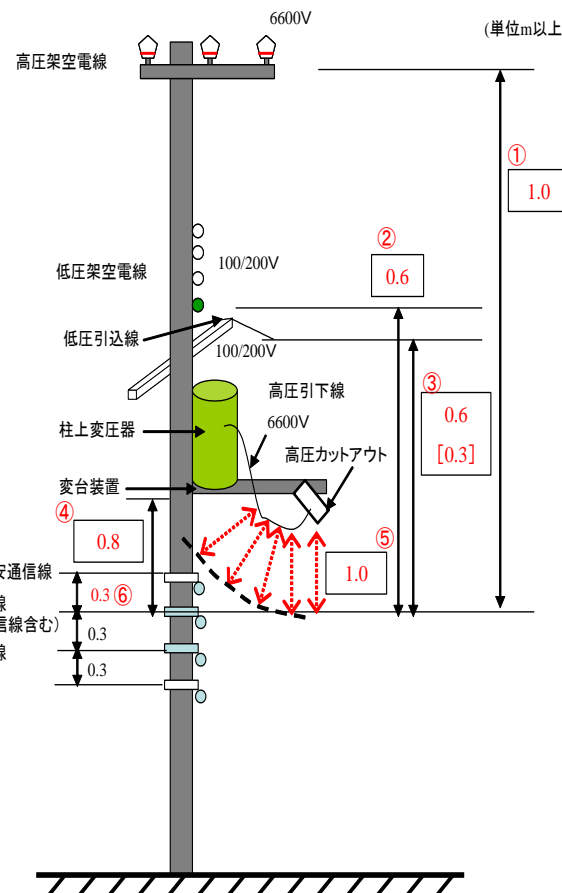 6600V
(単位m以上
高圧架空電線
①
1.0
②
0.6
100/200V
低圧架空電線
低圧引込線
100/200V
③
0.6
[0.3]
高圧引下線
6600V
柱上変圧器
高圧カットアウト
変台装置
④
0.8
⑤
1.0
安通信線
0.3 ⑥
線
信線含む)
0.3
線
0.3